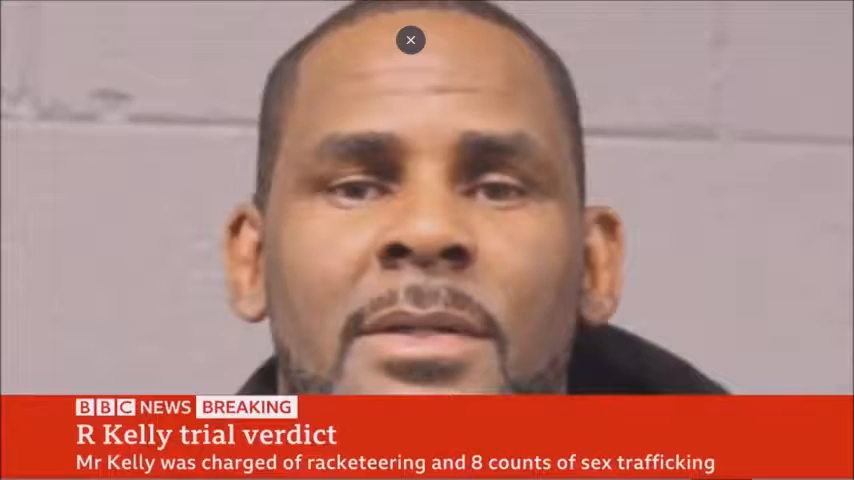 BBC NEWS BREAKING
R Kelly trial verdict
Mr Kelly was charged of racketeering and 8 counts of sex trafficking